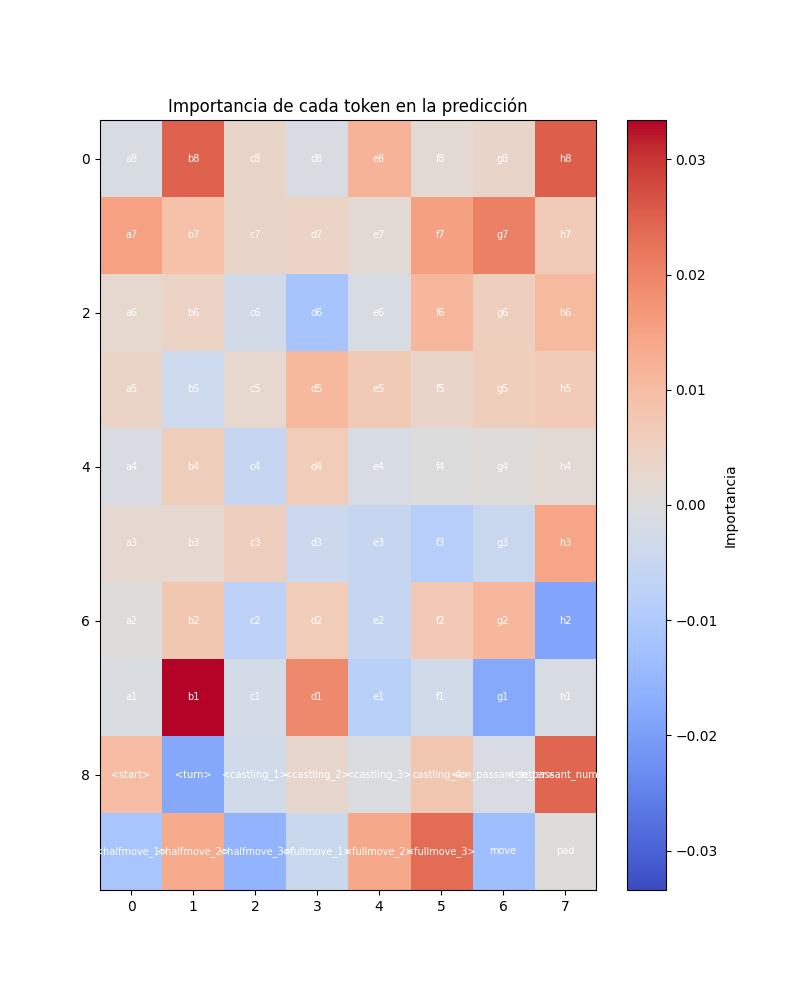 Importancia de cada token en la predicción
0 a8 b8 c8 d8 e8 f8 g8 h8 0.03
a7 b7 c7 d7 e7 f7 g7 h7
2 a6 b6 c6 d6 e6 f6 g6 h6 0.02
a5 b5 c5 d5 e5 f5 g5 h5 0.01
4 a4 b4 c4 d4 e4 f4 g4 h4 0.00
a3 b3 c3 d3 e3 f3 g3 h3
6 a2 b2 c2 d2 e2 f2 g2 h2 −0.01
a1 b1 c1 d1 e1 f1 g1 h1 −0.02
8 <start> <turn> <castling_1> <castling_2> <castling_3>
<halfmove_1> <halfmove_2> <halfmove_3> <fullmove_1> <fullmove_2> <fullmove_3> move pad −0.03
0 1 2 3 4 5 6 7
Importancia